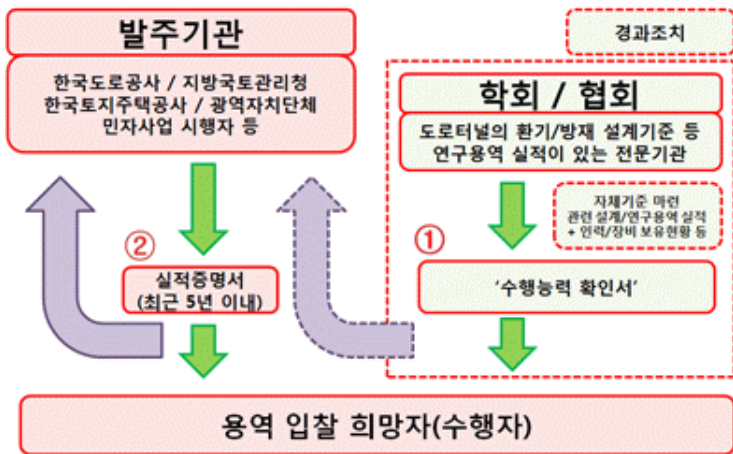 발주기관
한국도로공사 / 지방국토관리청
한국토지주택공사 / 광역자치단체
민자사업 시행자 등
②
실적증명서
(최근 5년 이내)
경과조치
학회 / 협회
도로터널의 환기/방재 설계기준 등
연구용역 실적이 있는 전문기관
자체기준 마련
관련 설계/연구용역 실적
+ 인력/장비 보유현황 등
①
'수행능력 확인서'
용역 입찰 희망자(수행자)